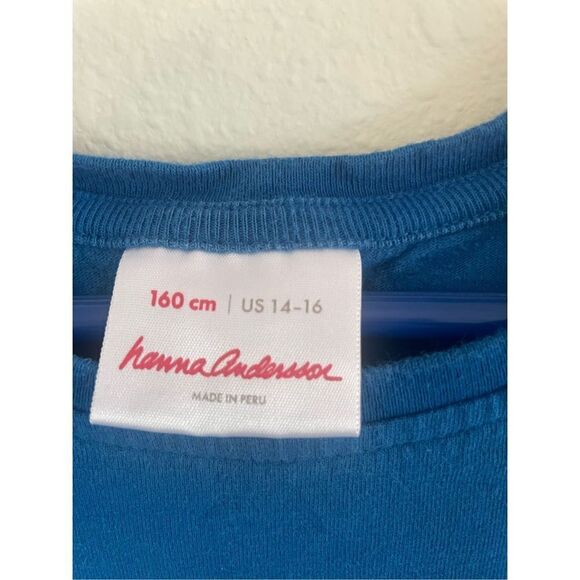 160 cm | US 14-16
hanna andersson
MADE IN PERU